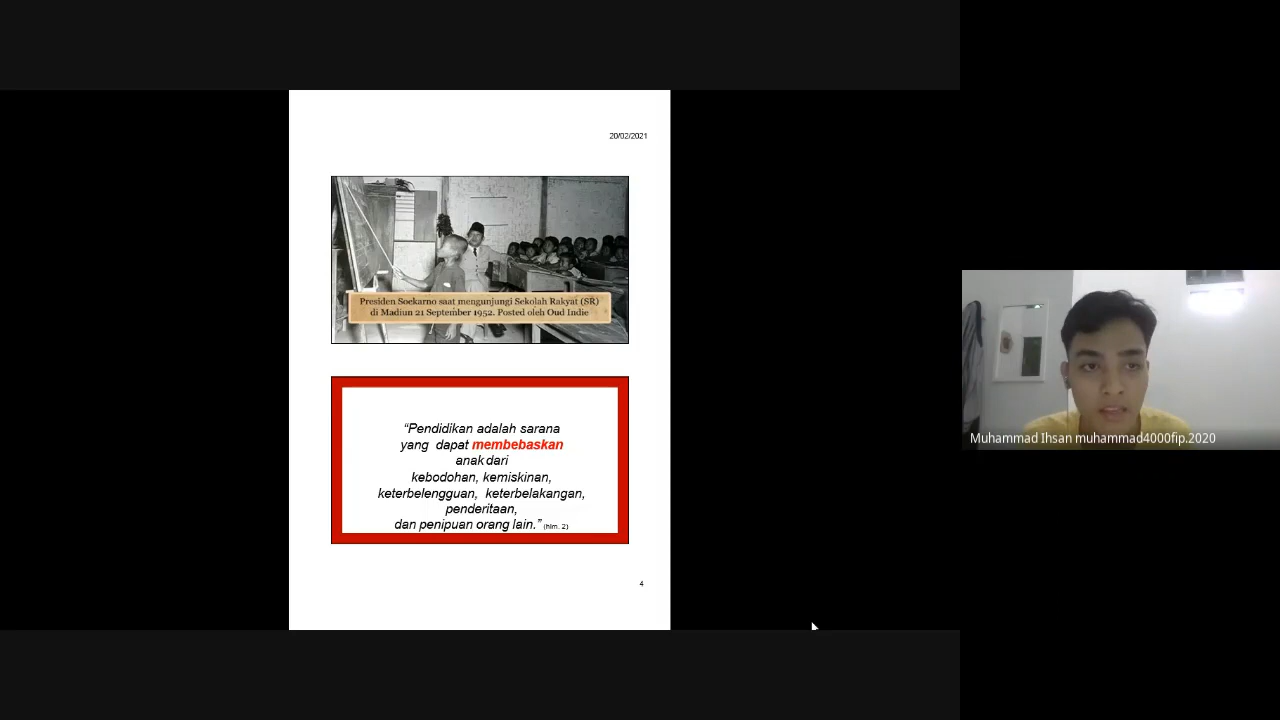 20/02/2021
Presiden Soekarno saat mengunjungi Sekolah Rakyat (SR)
di Madiun 21 September 1952. Posted oleh Oud Indie
“Pendidikan adalah sarana
yang dapat membebaskan
anak dari
kebodohan, kemiskinan,
keterbelengguan, keterbelakangan,
penderitaan,
dan penipuan orang lain.” (hlm. 2)
4
Muhammad Ihsan muhammad4000fip.2020